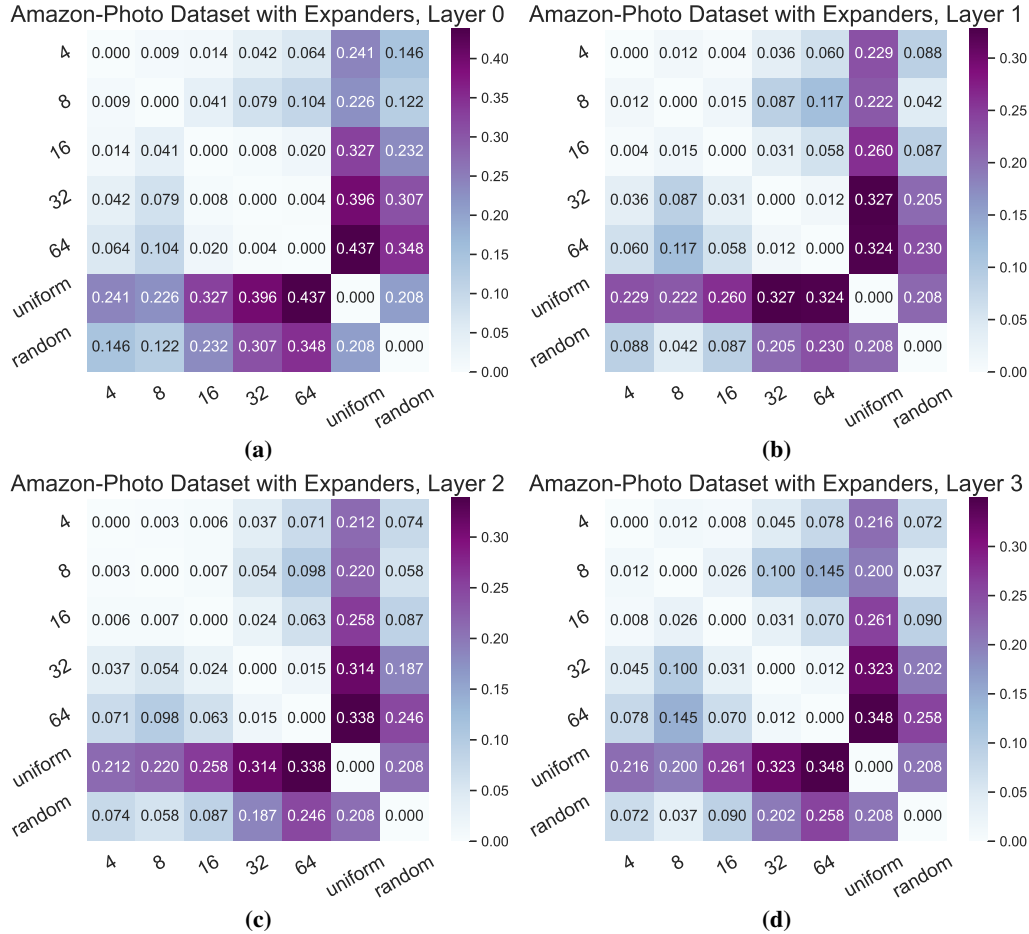 Amazon-Photo Dataset with Expanders, Layer 0
4 0.000 0.009 0.014 0.042 0.064 0.241 0.146
8 0.009 0.000 0.041 0.079 0.104 0.226 0.122
16 0.014 0.041 0.000 0.008 0.020 0.327 0.232
32 0.042 0.079 0.008 0.000 0.004 0.396 0.307
64 0.064 0.104 0.020 0.004 0.000 0.437 0.348
uniform 0.241 0.226 0.327 0.396 0.437 0.000 0.208
random 0.146 0.122 0.232 0.307 0.348 0.208 0.000
4 8 16 32 64 uniform random
0.40
0.35
0.30
0.25
0.20
0.15
0.10
0.05
0.00
(a)
Amazon-Photo Dataset with Expanders, Layer 1
4 0.000 0.012 0.004 0.036 0.060 0.229 0.088
8 0.012 0.000 0.015 0.087 0.117 0.222 0.042
16 0.004 0.015 0.000 0.031 0.058 0.260 0.087
32 0.036 0.087 0.031 0.000 0.012 0.327 0.205
64 0.060 0.117 0.058 0.012 0.000 0.324 0.230
uniform 0.229 0.222 0.260 0.327 0.324 0.000 0.208
random 0.088 0.042 0.087 0.205 0.230 0.208 0.000
4 8 16 32 64 uniform random
0.30
0.25
0.20
0.15
0.10
0.05
0.00
(b)
Amazon-Photo Dataset with Expanders, Layer 2
4 0.000 0.003 0.006 0.037 0.071 0.212 0.074
8 0.003 0.000 0.007 0.054 0.098 0.220 0.058
16 0.006 0.007 0.000 0.024 0.063 0.258 0.087
32 0.037 0.054 0.024 0.000 0.015 0.314 0.187
64 0.071 0.098 0.063 0.015 0.000 0.338 0.246
uniform 0.212 0.220 0.258 0.314 0.338 0.000 0.208
random 0.074 0.058 0.087 0.187 0.246 0.208 0.000
4 8 16 32 64 uniform random
0.30
0.25
0.20
0.15
0.10
0.05
0.00
(c)
Amazon-Photo Dataset with Expanders, Layer 3
4 0.000 0.012 0.008 0.045 0.078 0.216 0.072
8 0.012 0.000 0.026 0.100 0.145 0.200 0.037
16 0.008 0.026 0.000 0.031 0.070 0.261 0.090
32 0.045 0.100 0.031 0.000 0.012 0.323 0.202
64 0.078 0.145 0.070 0.012 0.000 0.348 0.258
uniform 0.216 0.200 0.261 0.323 0.348 0.000 0.208
random 0.072 0.037 0.090 0.202 0.258 0.208 0.000
4 8 16 32 64 uniform random
0.30
0.25
0.20
0.15
0.10
0.05
0.00
(d)